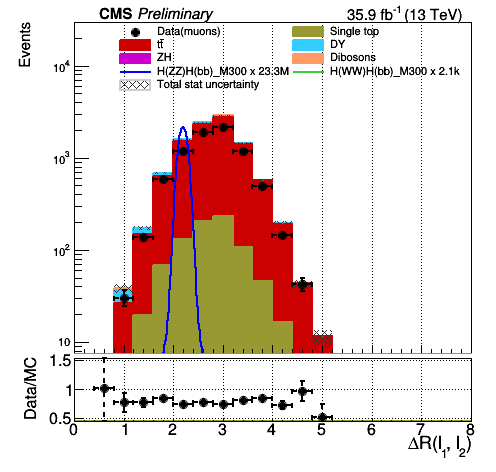 CMS Preliminary 35.9 fb⁻¹ (13 TeV)
Events
Data(muons) Single top
tt̄ DY
ZH Dibosons
H(ZZ)H(bb)_M300 x 23.3M H(WW)H(bb)_M300 x 2.1k
Total stat uncertainty
10⁴
10³
10²
10
Data/MC
1.5
1
0.5
0 1 2 3 4 5 6 7 8
ΔR(l₁, l₂)